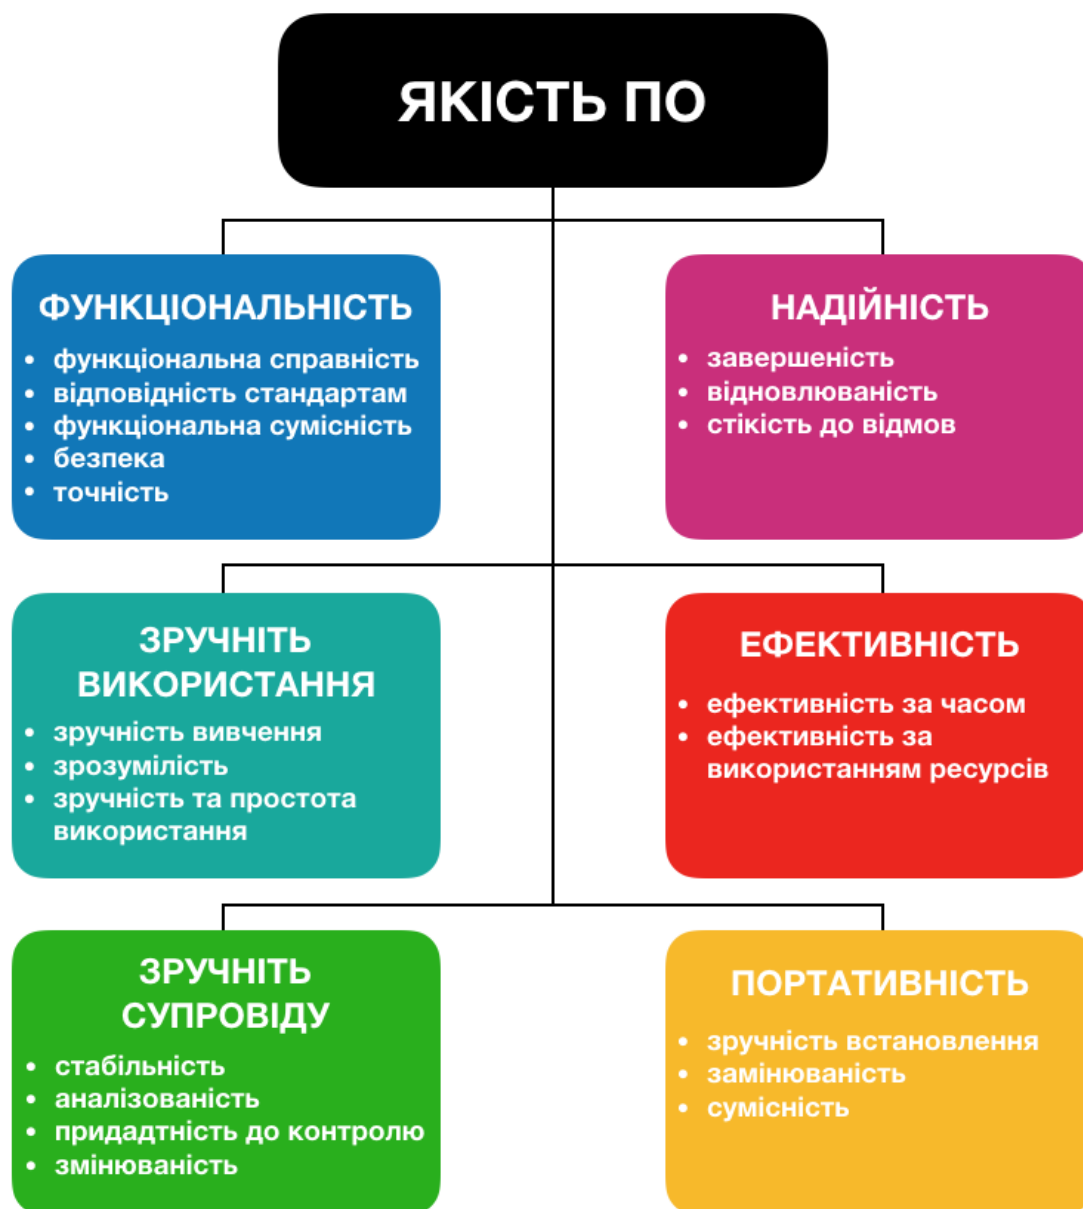 ЯКІСТЬ ПО
ФУНКЦІОНАЛЬНІСТЬ
• функціональна справність
• відповідність стандартам
• функціональна сумісність
• безпека
• точність
НАДІЙНІСТЬ
• завершеність
• відновлюваність
• стікість до відмов
ЗРУЧНІТЬ
ВИКОРИСТАННЯ
• зручність вивчення
• зрозумілість
• зручність та простота
використання
ЕФЕКТИВНІСТЬ
• ефективність за часом
• ефективність за
використанням ресурсів
ЗРУЧНІТЬ
СУПРОВІДУ
• стабільність
• аналізованість
• придадтність до контролю
• змінюваність
ПОРТАТИВНІСТЬ
• зручність встановлення
• замінюваність
• сумісність